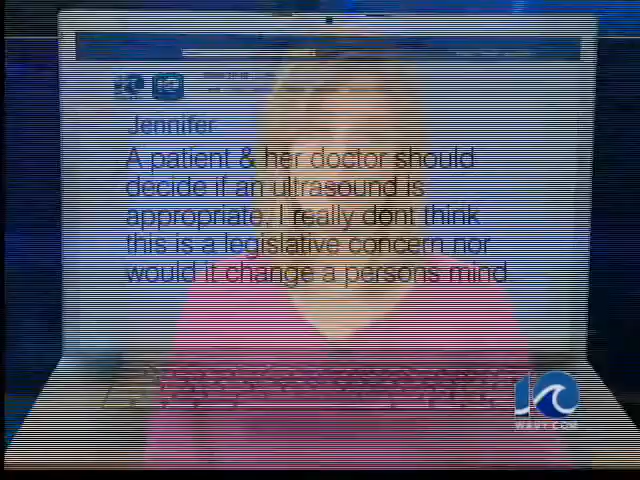 Jennifer
A patient & her doctor should
decide if an ultrasound is
appropriate. I really dont think
this is a legislative concern nor
would it change a persons mind
10
WAVY.COM